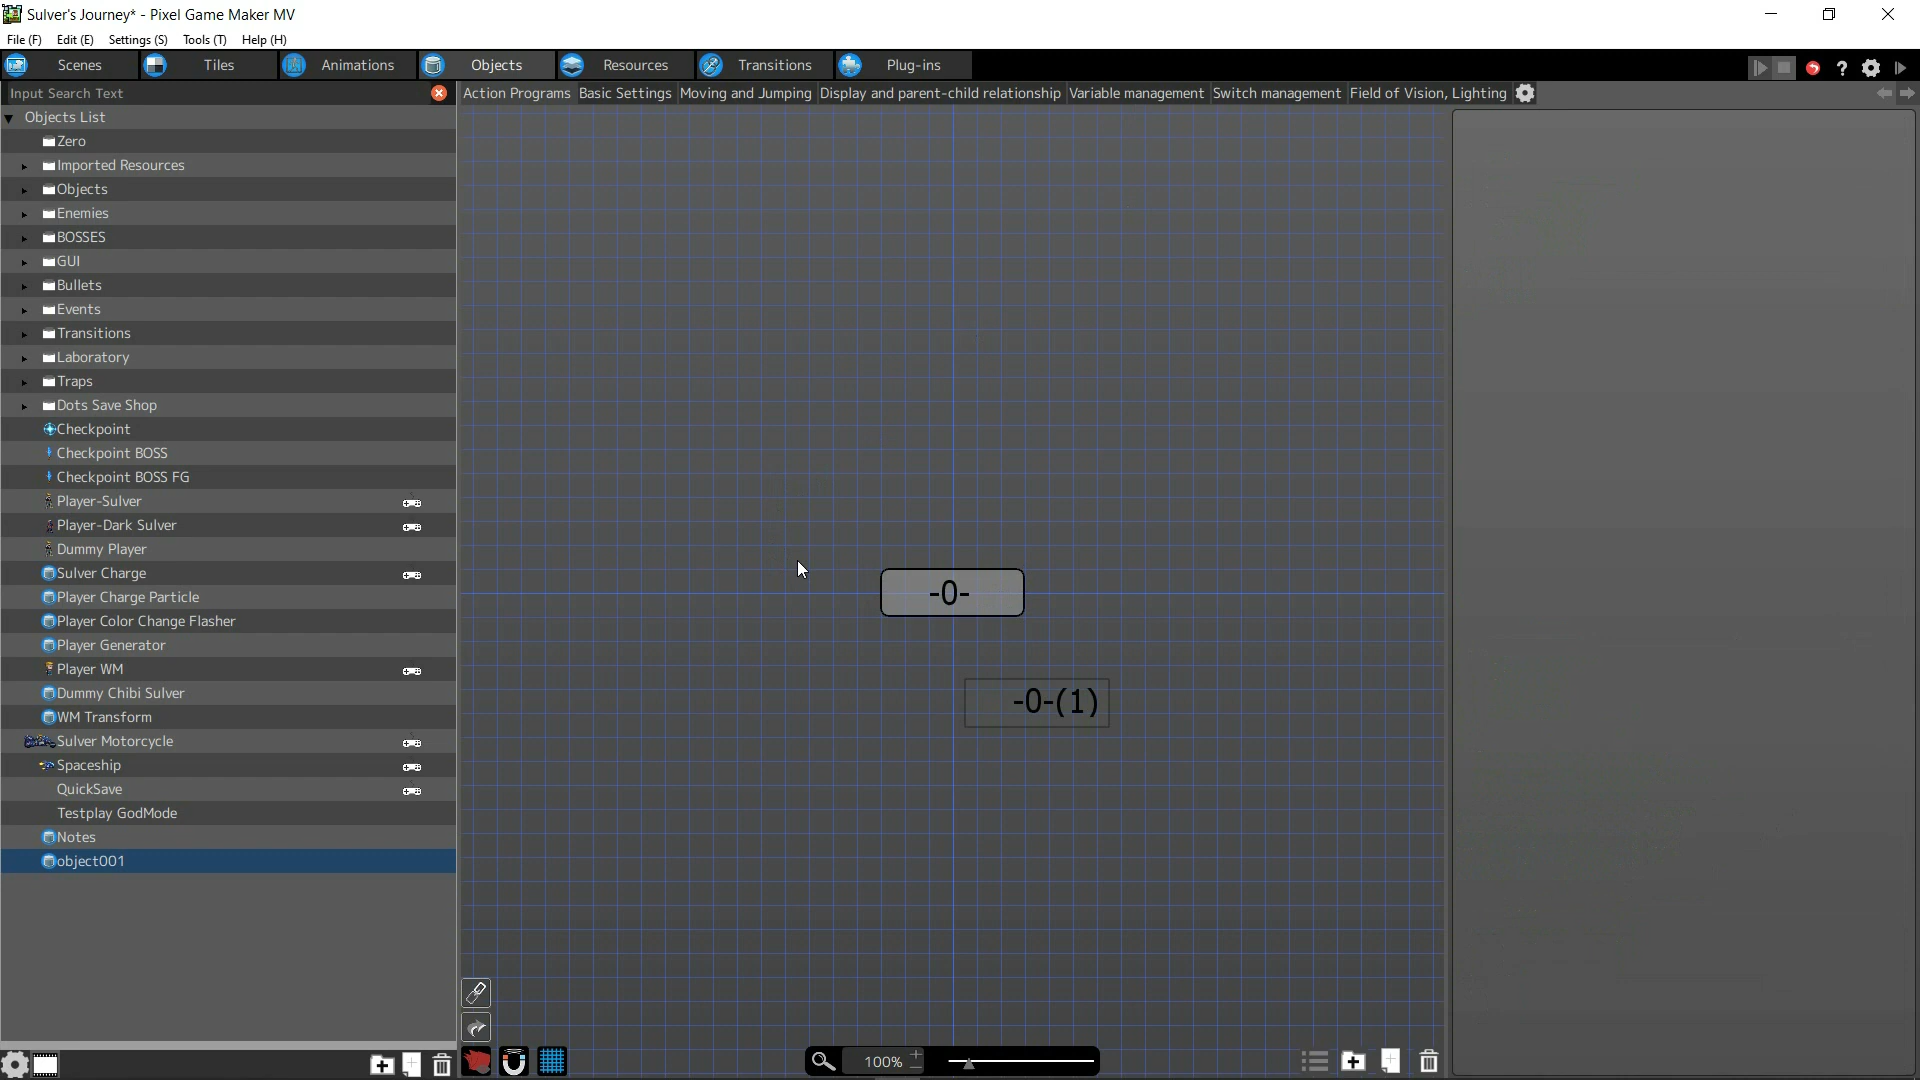 Sulver's Journey* - Pixel Game Maker MV
File (F) Edit (E) Settings (S) Tools (T) Help (H)
Scenes Tiles Animations Objects Resources Transitions Plug-ins
Input Search Text
Action Programs Basic Settings Moving and Jumping Display and parent-child relationship Variable management Switch management Field of Vision, Lighting
Objects List
Zero
Imported Resources
Objects
Enemies
BOSSES
GUI
Bullets
Events
Transitions
Laboratory
Traps
Dots Save Shop
Checkpoint
Checkpoint BOSS
Checkpoint BOSS FG
Player-Sulver
Player-Dark Sulver
Dummy Player
Sulver Charge
Player Charge Particle
Player Color Change Flasher
Player Generator
Player WM
Dummy Chibi Sulver
WM Transform
Sulver Motorcycle
Spaceship
QuickSave
Testplay GodMode
Notes
object001
-0-
-0-(1)
100%